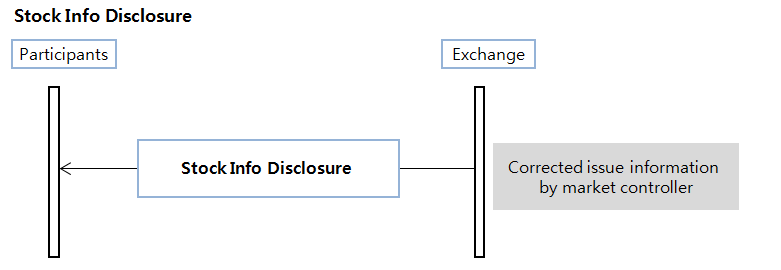 Stock Info Disclosure
Participants
Exchange
Stock Info Disclosure
Corrected issue information
by market controller